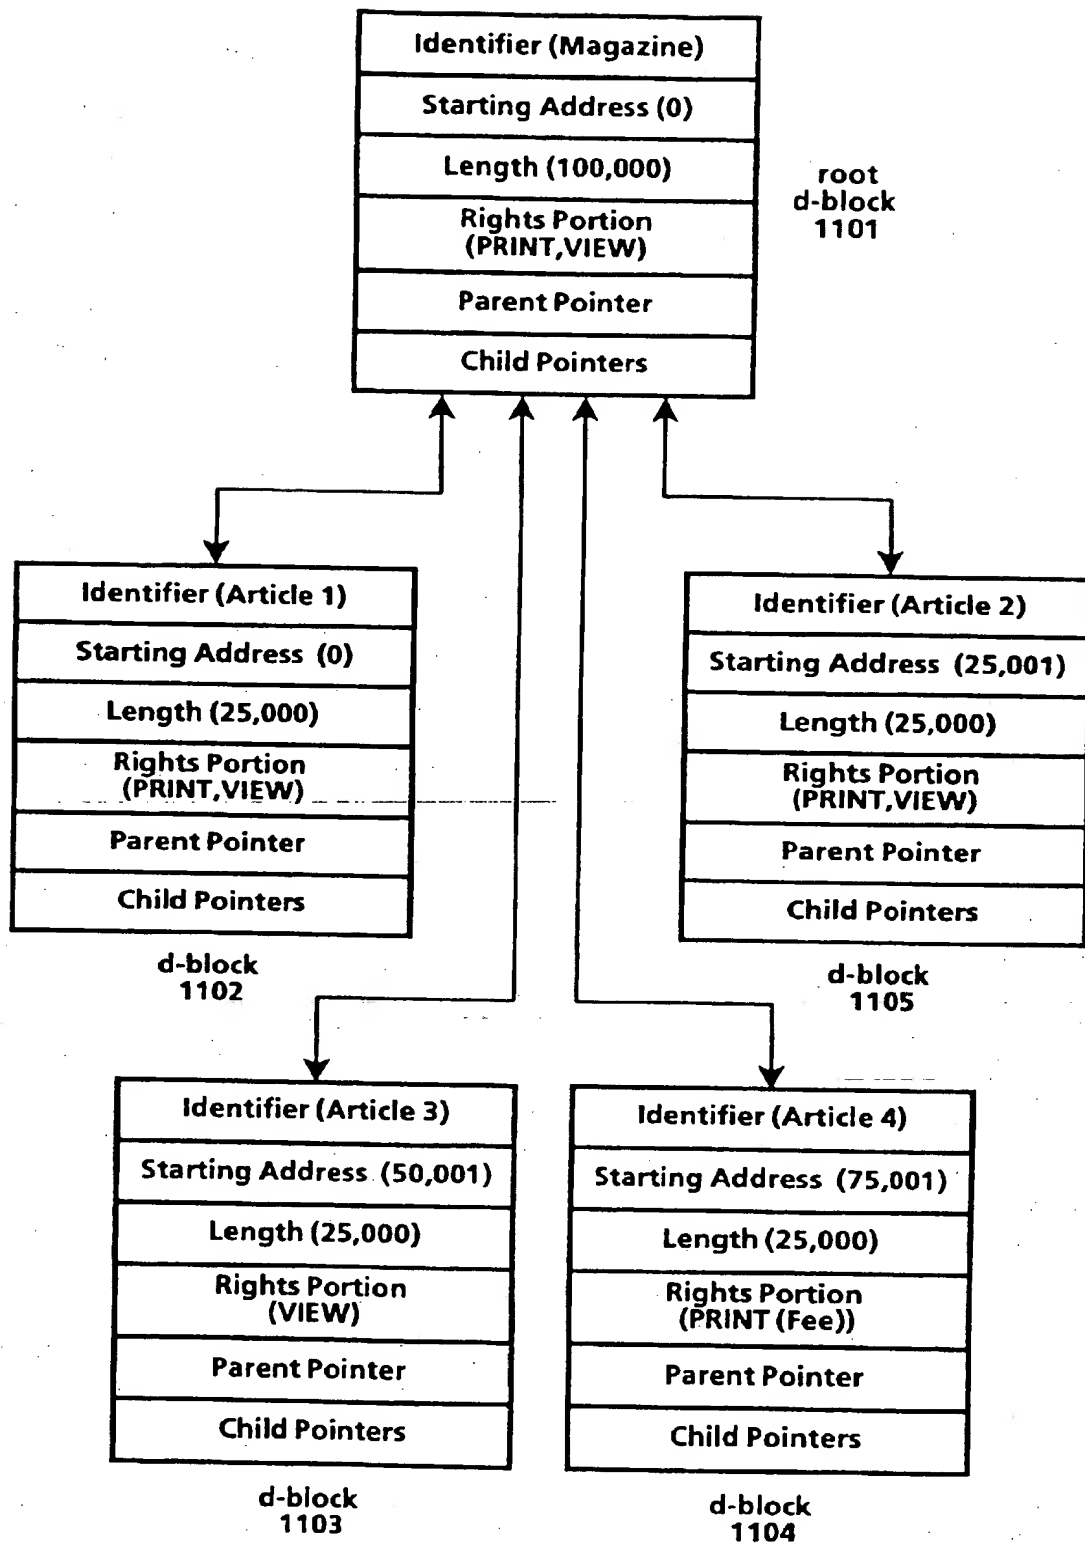 Identifier (Magazine)
Starting Address (0)
Length (100,000)
Rights Portion
(PRINT,VIEW)
Parent Pointer
Child Pointers
root
d-block
1101
Identifier (Article 1)
Starting Address (0)
Length (25,000)
Rights Portion
(PRINT,VIEW)
Parent Pointer
Child Pointers
d-block
1102
Identifier (Article 2)
Starting Address (25,001)
Length (25,000)
Rights Portion
(PRINT,VIEW)
Parent Pointer
Child Pointers
d-block
1105
Identifier (Article 3)
Starting Address (50,001)
Length (25,000)
Rights Portion
(VIEW)
Parent Pointer
Child Pointers
d-block
1103
Identifier (Article 4)
Starting Address (75,001)
Length (25,000)
Rights Portion
(PRINT (Fee))
Parent Pointer
Child Pointers
d-block
1104